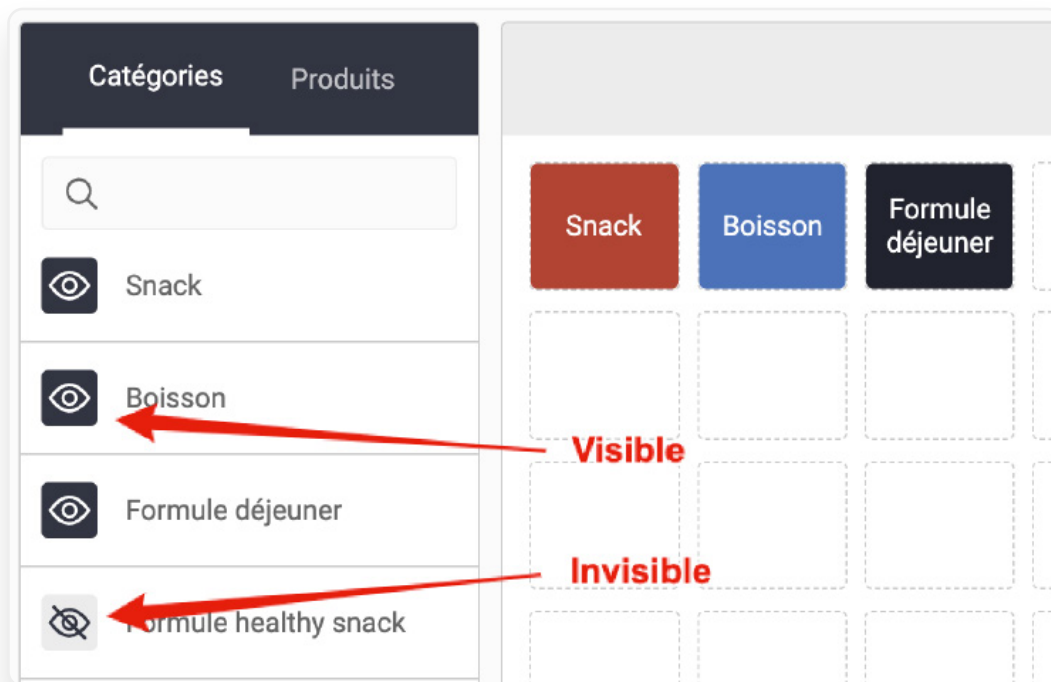 Catégories
Produits
Snack
Boisson
Formule déjeuner
Formule healthy snack
Snack
Boisson
Formule
déjeuner
Visible
Invisible